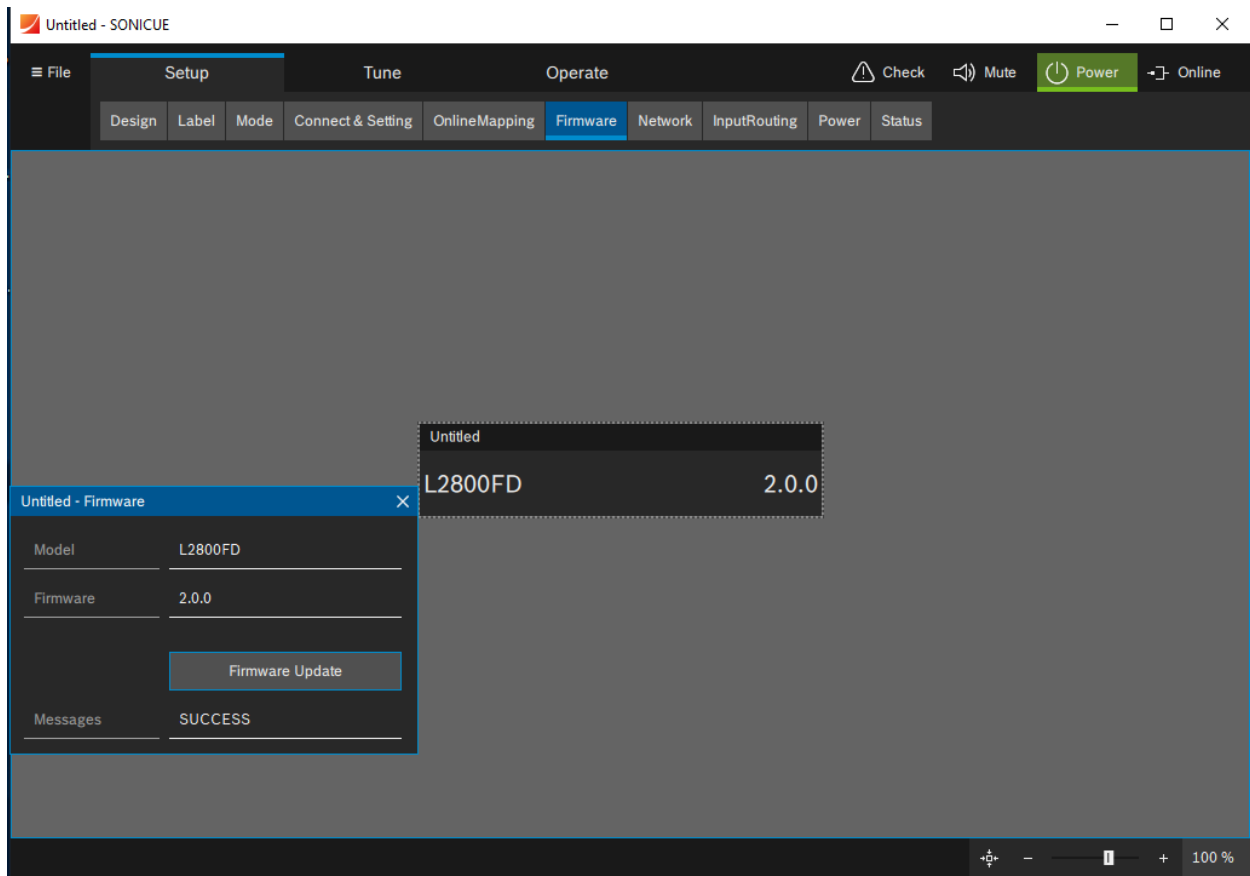 Untitled - SONICUE
≡ File Setup Tune Operate Check Mute Power Online
Design Label Mode Connect & Setting OnlineMapping Firmware Network InputRouting Power Status
Untitled
L2800FD 2.0.0
Untitled - Firmware
Model L2800FD
Firmware 2.0.0
Firmware Update
Messages SUCCESS
100 %